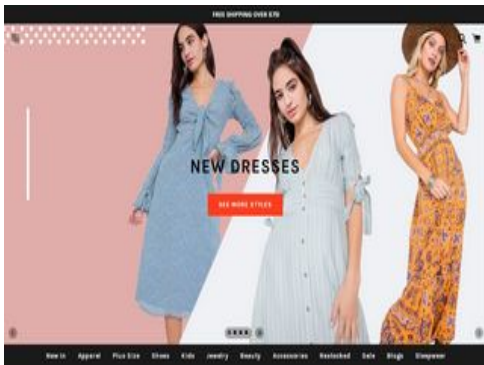 FREE SHIPPING OVER $70
NEW DRESSES
SEE MORE STYLES
New In Apparel Plus Size Shoes Kids Jewelry Beauty Accessories Restocked Sale Blogs Sleepwear